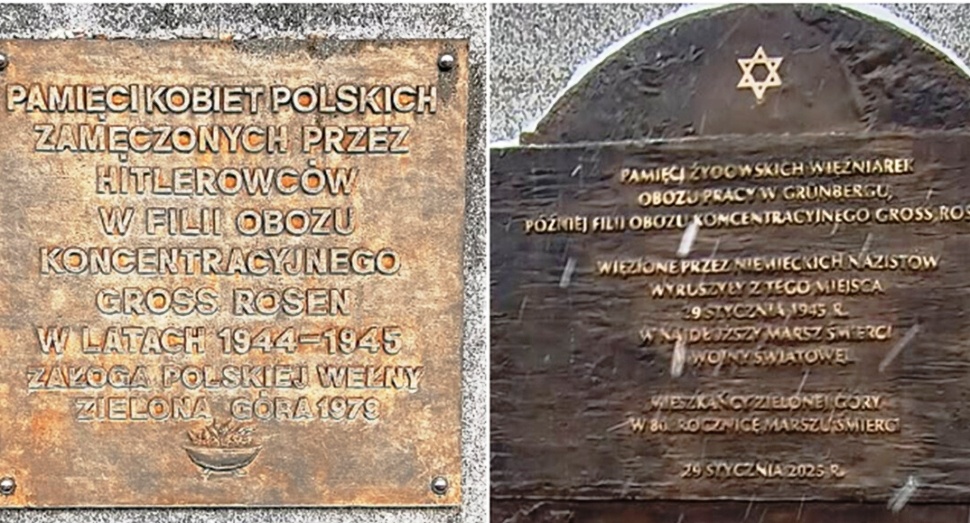 PAMIĘCI KOBIET POLSKICH
ZAMĘCZONYCH PRZEZ
HITLEROWCÓW
W FILII OBOZU
KONCENTRACYJNEGO
GROSS ROSEN
W LATACH 1944-1945
ZAŁOGA POLSKIEJ WEŁNY
ZIELONA GÓRA 1979
PAMIĘCI ŻYDOWSKICH WIĘŹNIAREK
OBOZU PRACY W GRÜNBERGU,
PÓŹNIEJ FILII OBOZU KONCENTRACYJNEGO GROSS ROS
WIĘZIONE PRZEZ NIEMIECKICH NAZISTÓW
WYRUSZYŁY Z TEGO MIEJSCA
29 STYCZNIA 1945 R.
W NAJDŁUŻSZY MARSZ ŚMIERCI
WOJNY ŚWIATOWEJ.
MIESZKAŃCY ZIELONEJ GÓRY
W 80. ROCZNICĘ MARSZU ŚMIERCI
29 STYCZNIA 2025 R.